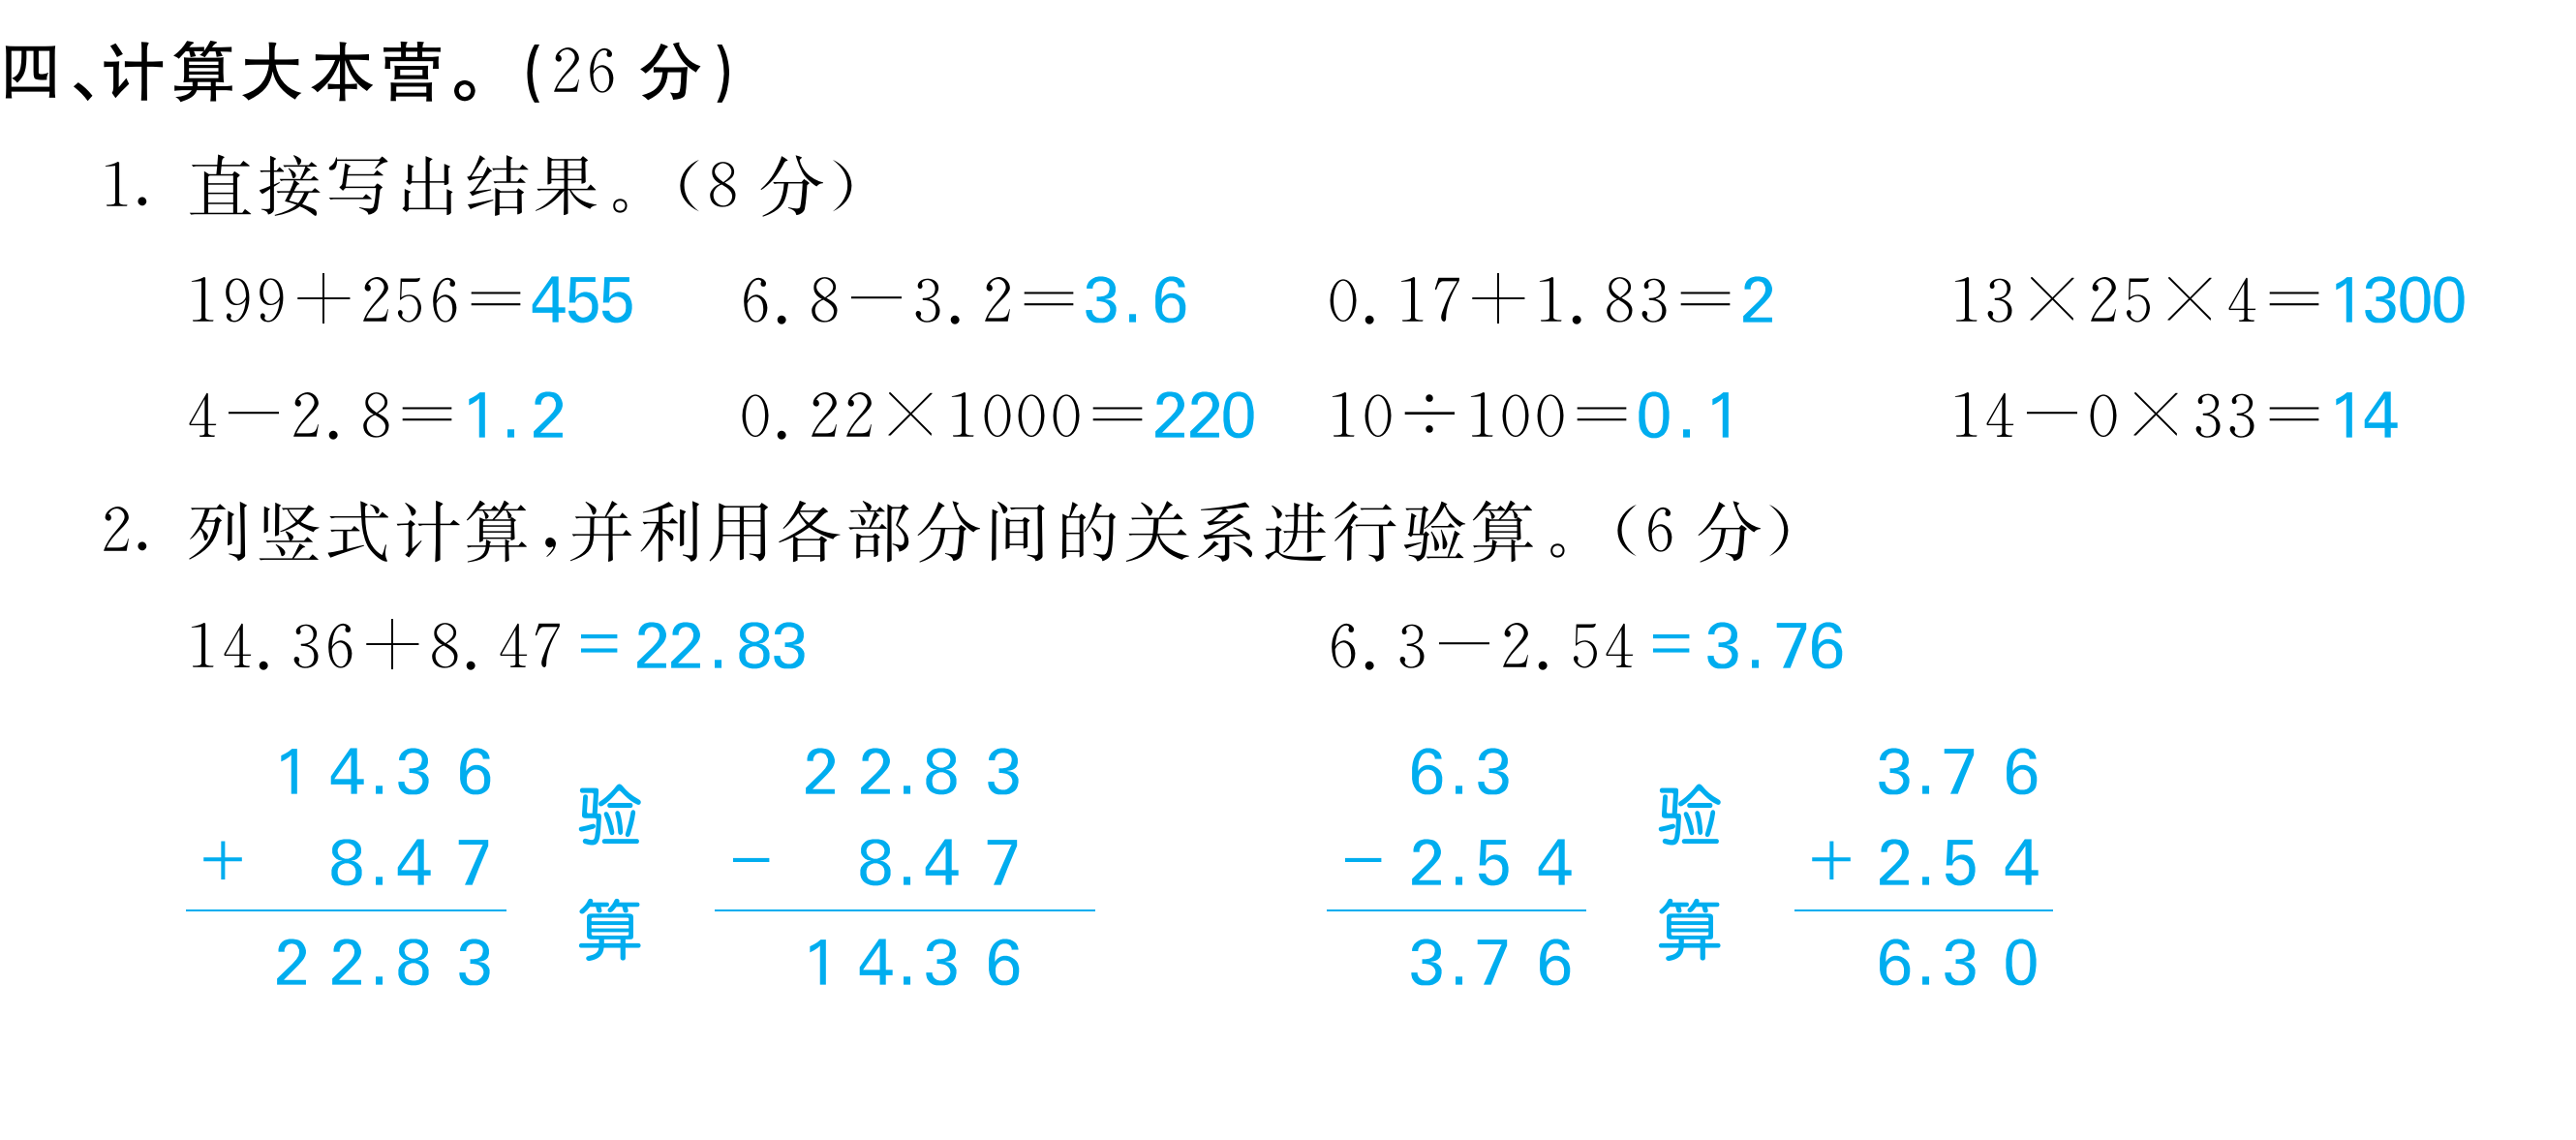 四、计算大本营。(26 分)
1. 直接写出结果。(8 分)
199+256=455 6.8-3.2=3.6 0.17+1.83=2 13×25×4=1300
4-2.8=1.2 0.22×1000=220 10÷100=0.1 14-0×33=14
2. 列竖式计算,并利用各部分间的关系进行验算。(6 分)
14.36+8.47=22.83 6.3-2.54=3.76
14.36 22.83 6.3 3.76
验 验
+ 8.47 - 8.47 - 2.54 + 2.54
算 算
22.83 14.36 3.76 6.30